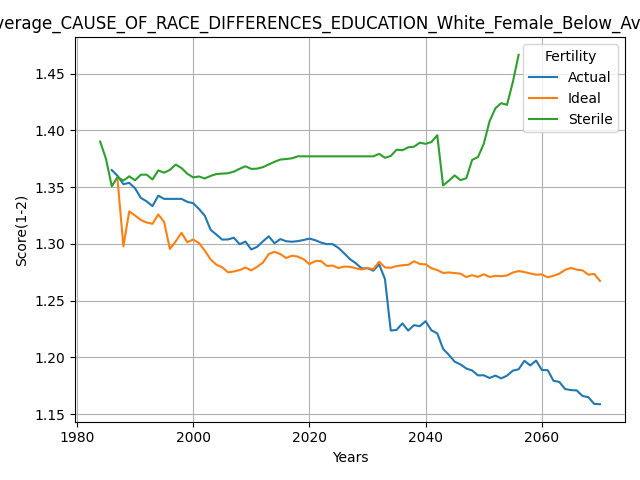 verage_CAUSE_OF_RACE_DIFFERENCES_EDUCATION_White_Female_Below_Av
Fertility
Actual
Ideal
Sterile
Score(1-2)
1.45
1.40
1.35
1.30
1.25
1.20
1.15
1980
2000
2020
2040
2060
Years